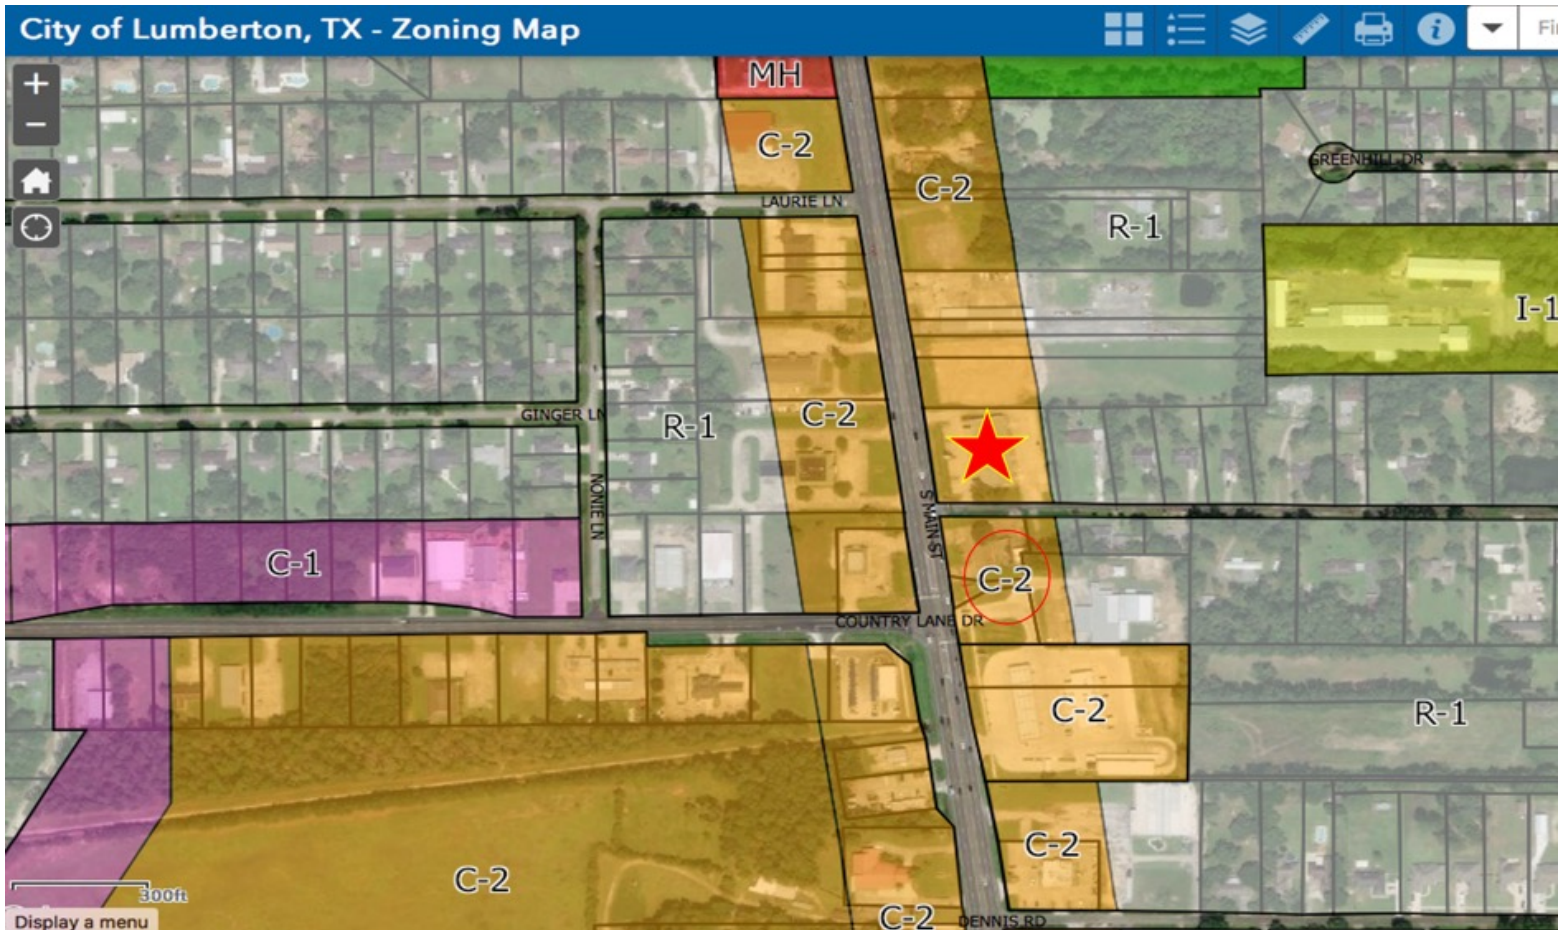 City of Lumberton, TX - Zoning Map
Fi
+
MH
−
C-2
GREENHILL DR
C-2
LAURIE LN
R-1
I-1
C-2
GINGER LN
R-1
NONIE LN
S MAIN ST
C-1
C-2
COUNTRY LANE DR
C-2
R-1
C-2
C-2
300ft
C-2
DENNIS RD
Display a menu